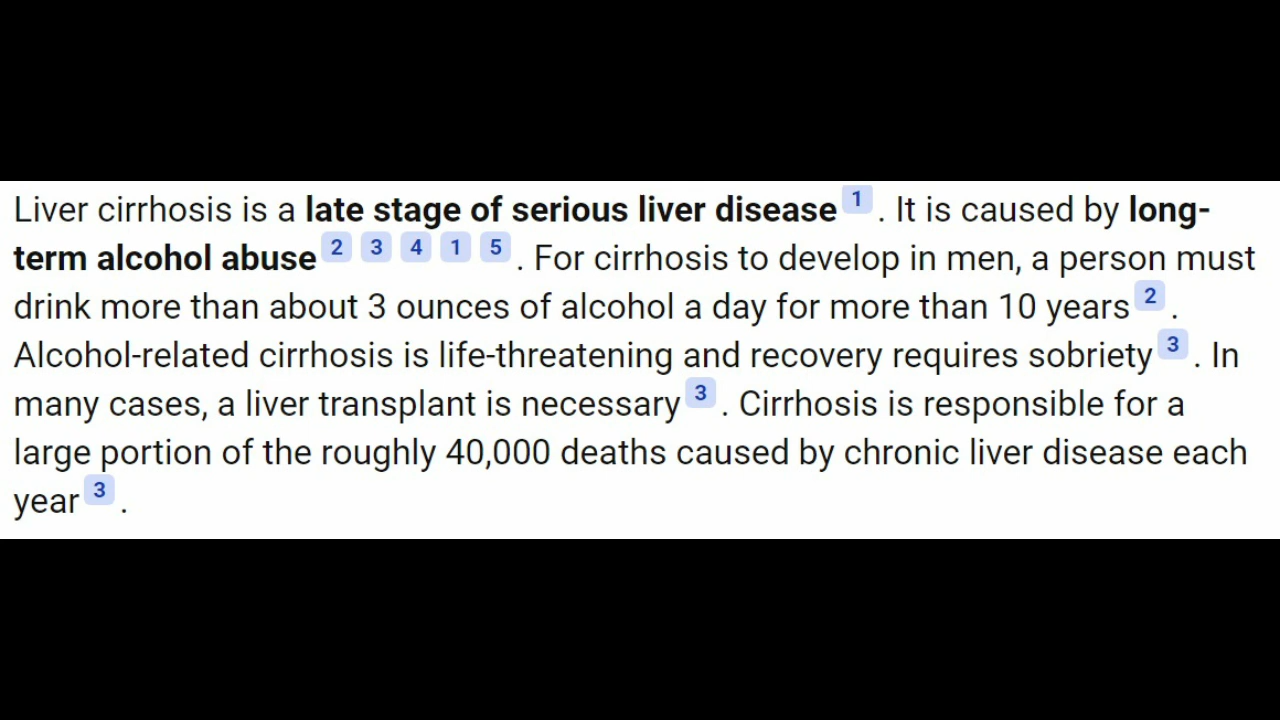 Liver cirrhosis is a late stage of serious liver disease 1 . It is caused by long-
term alcohol abuse 2 3 4 1 5 . For cirrhosis to develop in men, a person must
drink more than about 3 ounces of alcohol a day for more than 10 years 2 .
Alcohol-related cirrhosis is life-threatening and recovery requires sobriety 3 . In
many cases, a liver transplant is necessary 3 . Cirrhosis is responsible for a
large portion of the roughly 40,000 deaths caused by chronic liver disease each
year 3 .